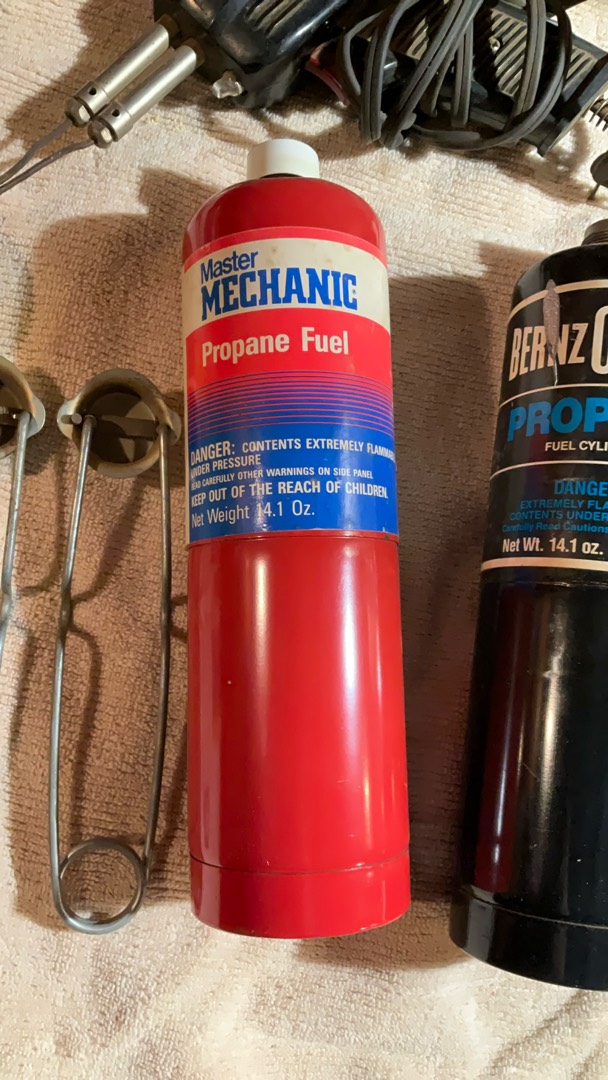 Master
MECHANIC
Propane Fuel
DANGER: CONTENTS EXTREMELY FLAMMA
UNDER PRESSURE
READ CAREFULLY OTHER WARNINGS ON SIDE PANEL
KEEP OUT OF THE REACH OF CHILDREN.
Net Weight 14.1 Oz.
BERNZ
PROP
FUEL CYLI
DANGE
EXTREMELY FLA
CONTENTS UNDER
Carefully Read Cautions
Net Wt. 14.1 oz.